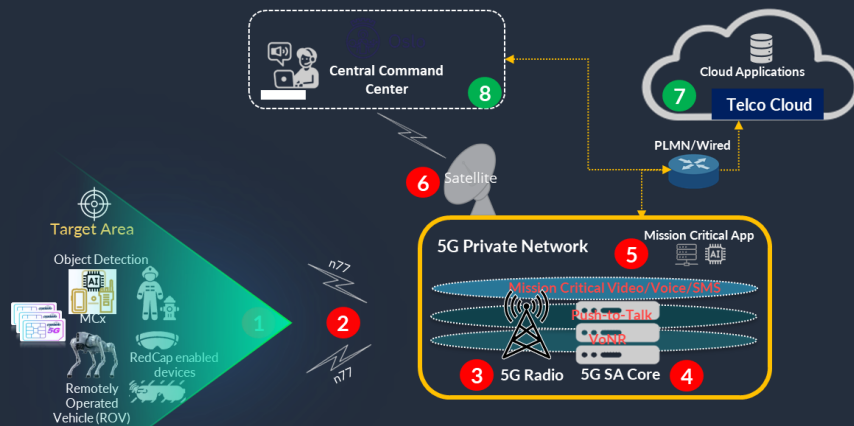 Central Command
Center
8
Cloud Applications
7
Telco Cloud
PLMN/Wired
6
Satellite
Target Area
Object Detection
AI
MCx
5G
1
RedCap enabled
devices
Remotely
Operated
Vehicle (ROV)
n77
2
n77
5G Private Network
5
Mission Critical App
AI
Mission Critical Video/Voice/SMS
Push-to-Talk
VoNR
3
5G Radio
5G SA Core
4